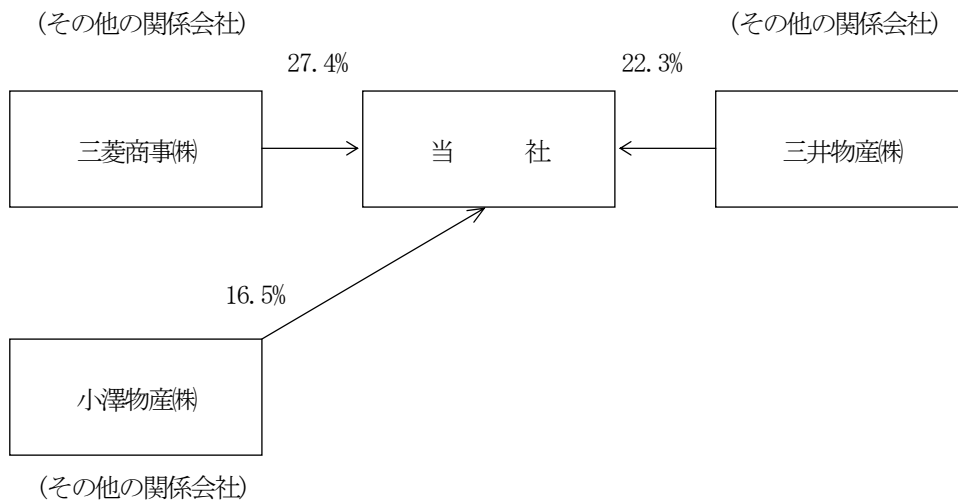 (その他の関係会社)
(その他の関係会社)
27.4%
22.3%
三菱商事㈱
当 社
三井物産㈱
16.5%
小澤物産㈱
(その他の関係会社)